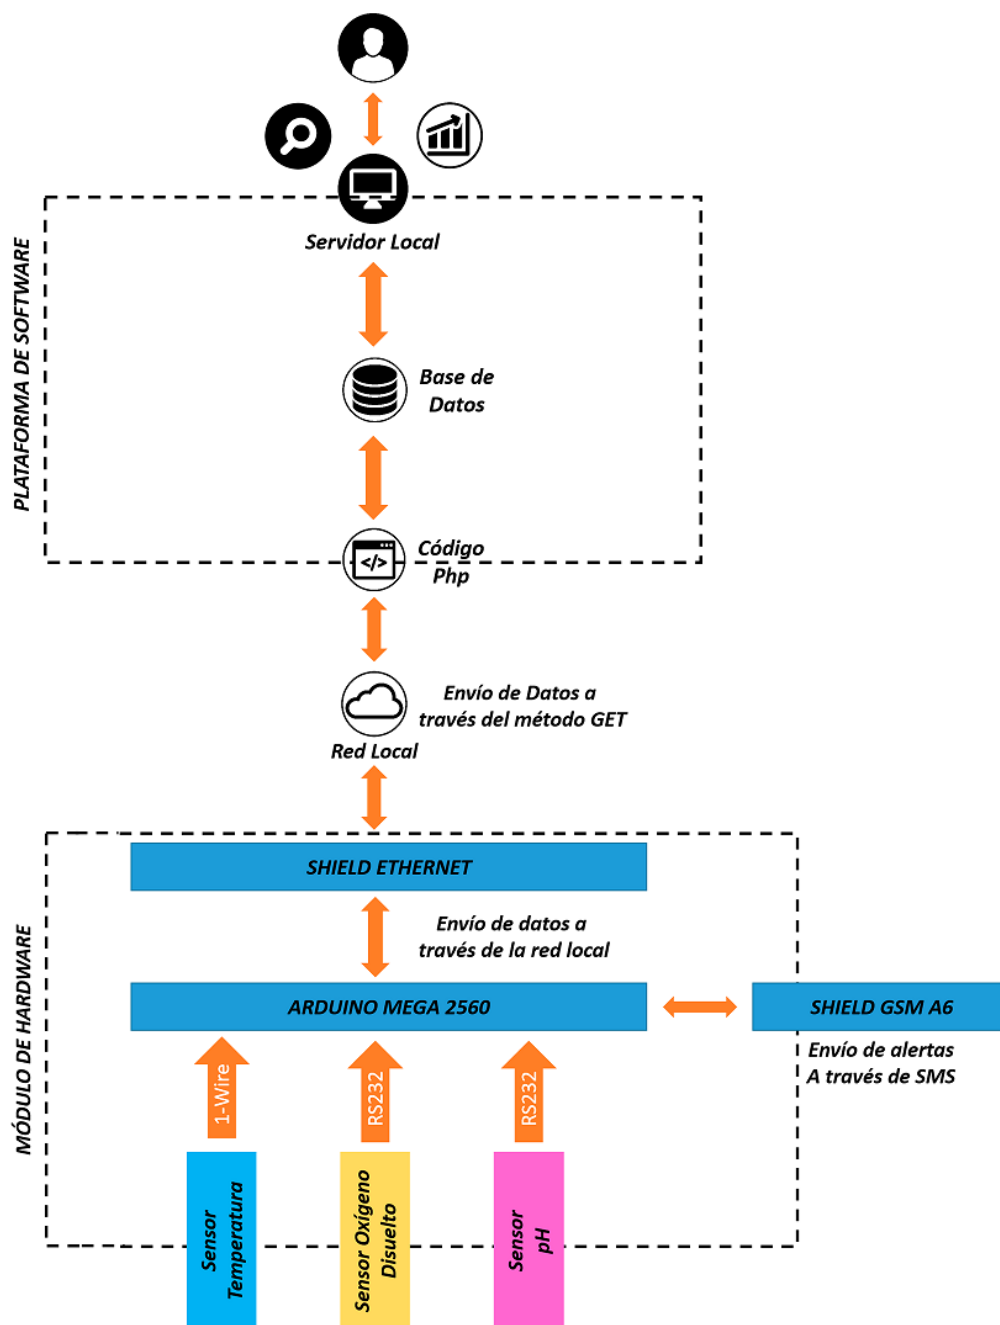 Servidor Local
PLATAFORMA DE SOFTWARE
Base de
Datos
Código
Php
Envío de Datos a
través del método GET
Red Local
MÓDULO DE HARDWARE
SHIELD ETHERNET
Envío de datos a
través de la red local
ARDUINO MEGA 2560
SHIELD GSM A6
Envío de alertas
A través de SMS
1-Wire
RS232
RS232
Sensor
Temperatura
Sensor Oxígeno
Disuelto
Sensor
pH